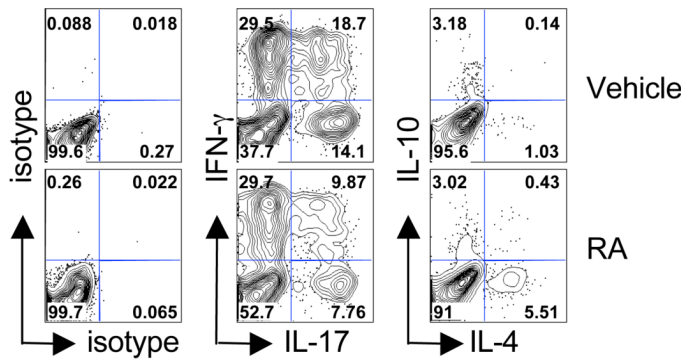 0.088 0.018
99.6 0.27
29.5 18.7
37.7 14.1
3.18 0.14
95.6 1.03
Vehicle
isotype
IFN-γ
IL-10
0.26 0.022
99.7 0.065
29.7 9.87
52.7 7.76
3.02 0.43
91 5.51
RA
isotype
IL-17
IL-4